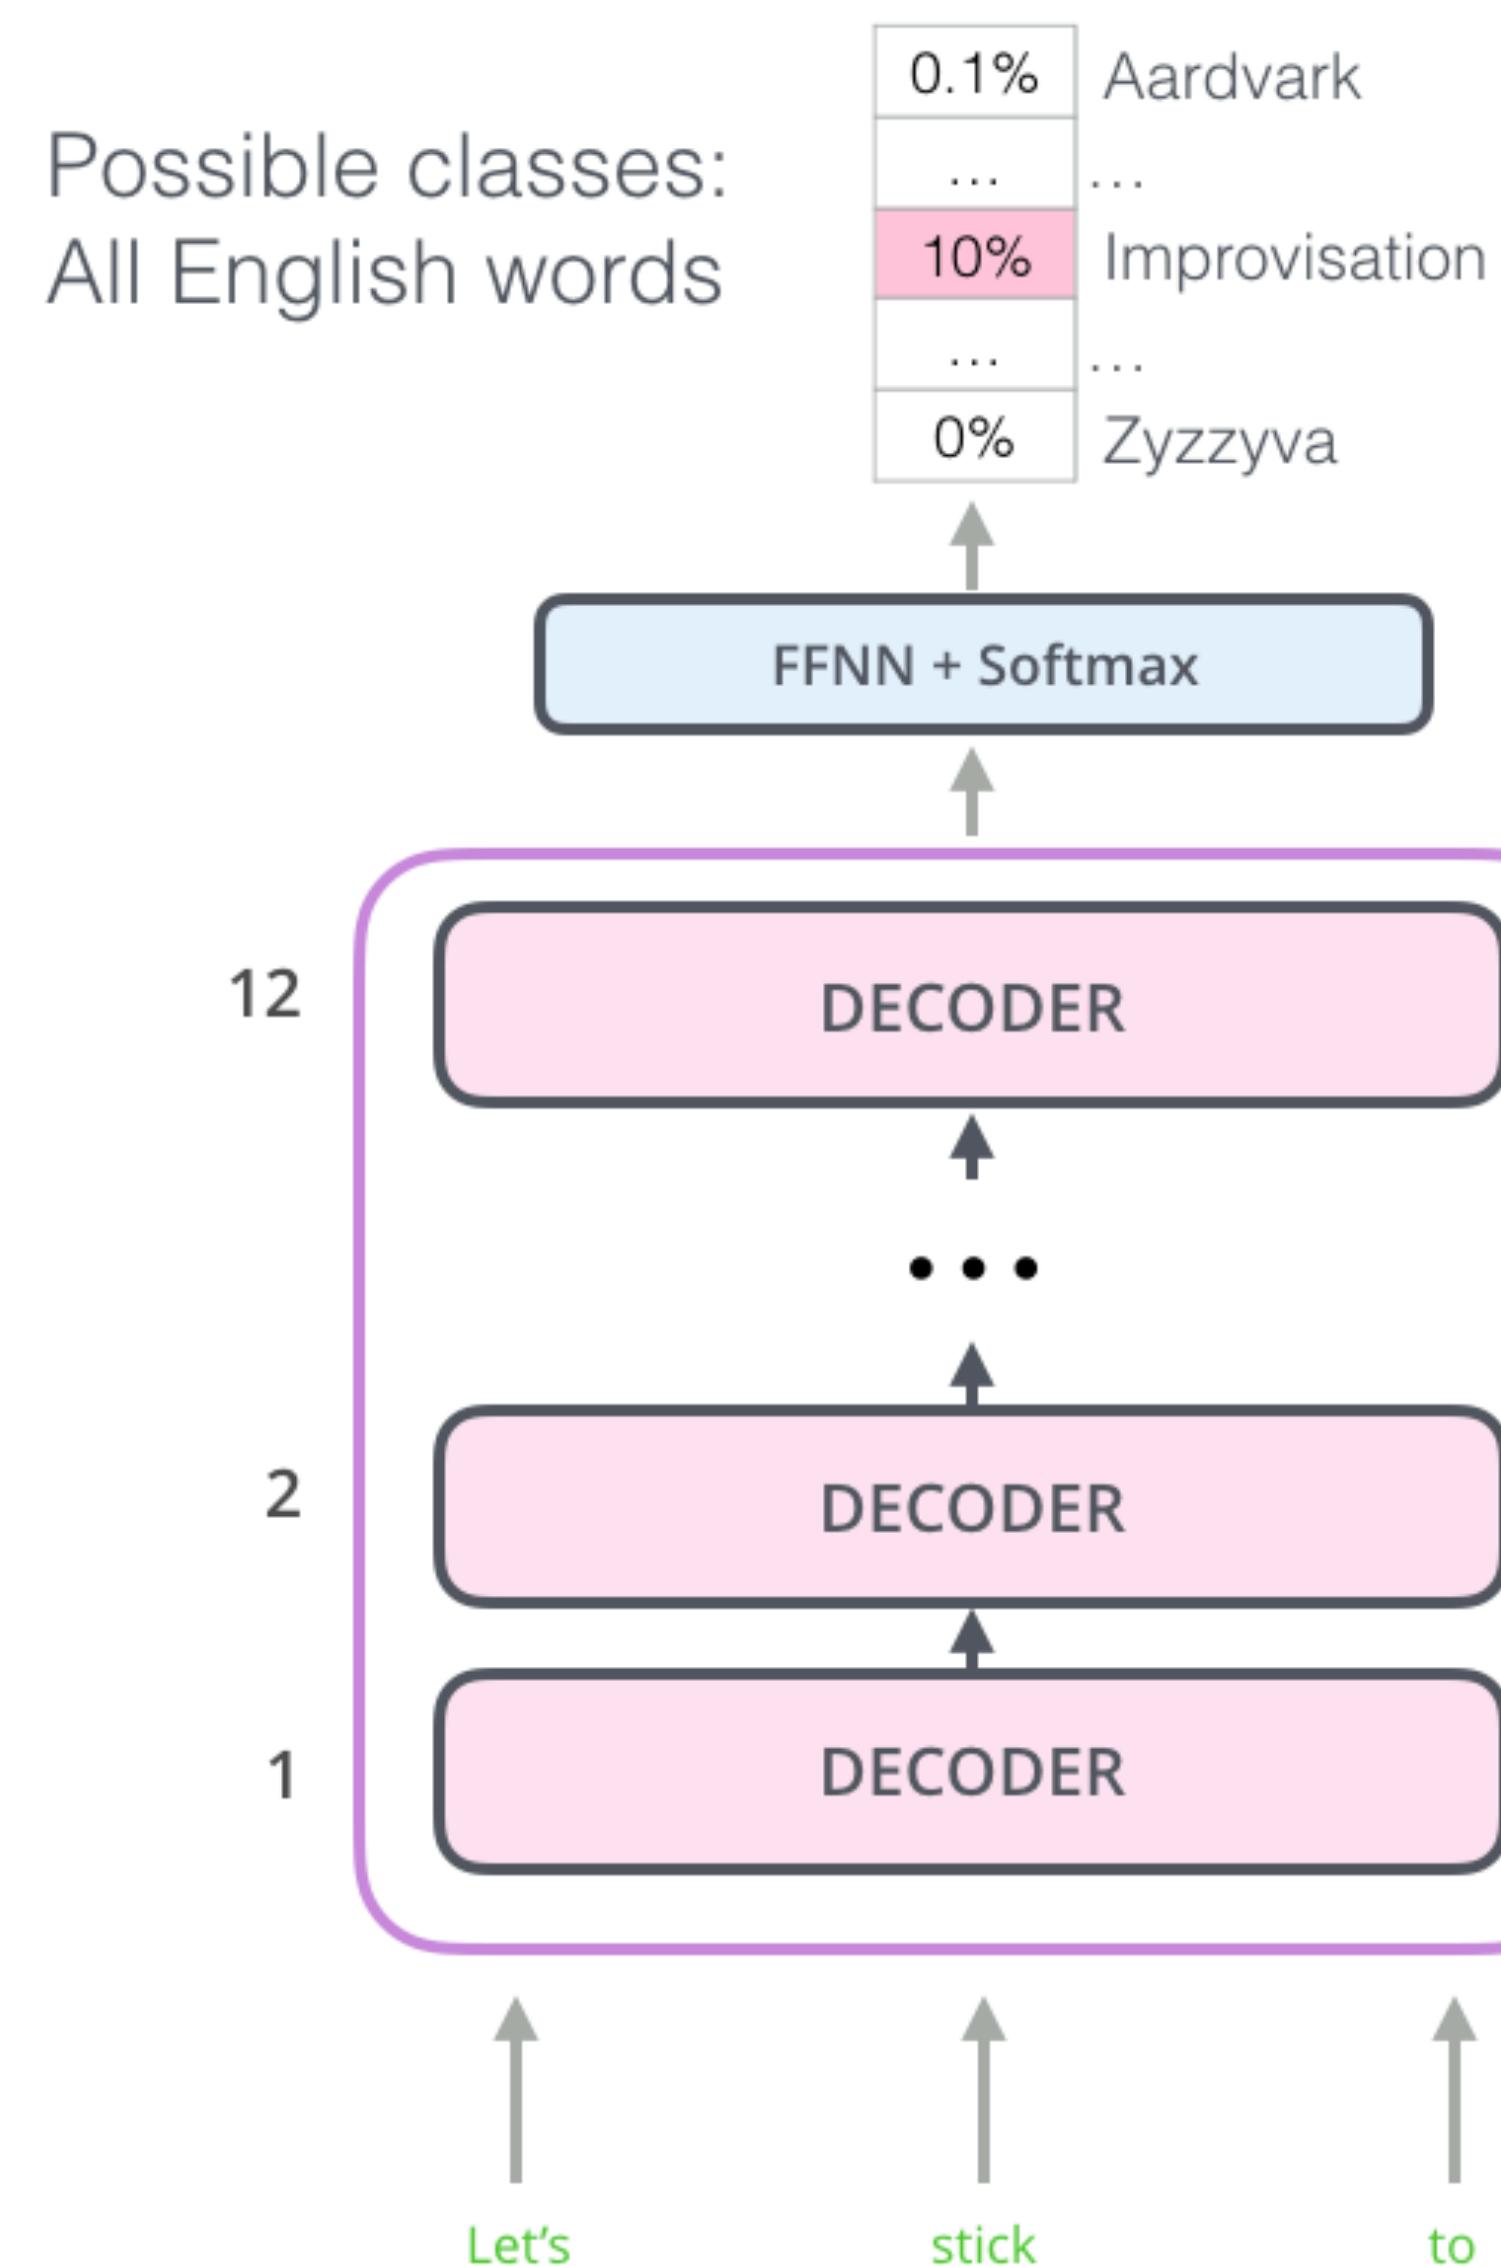 0.1% Aardvark
Possible classes:
... ...
All English words
10% Improvisation
... ...
0% Zyzzyva
FFNN + Softmax
12
DECODER
...
2
DECODER
1
DECODER
Let's stick to